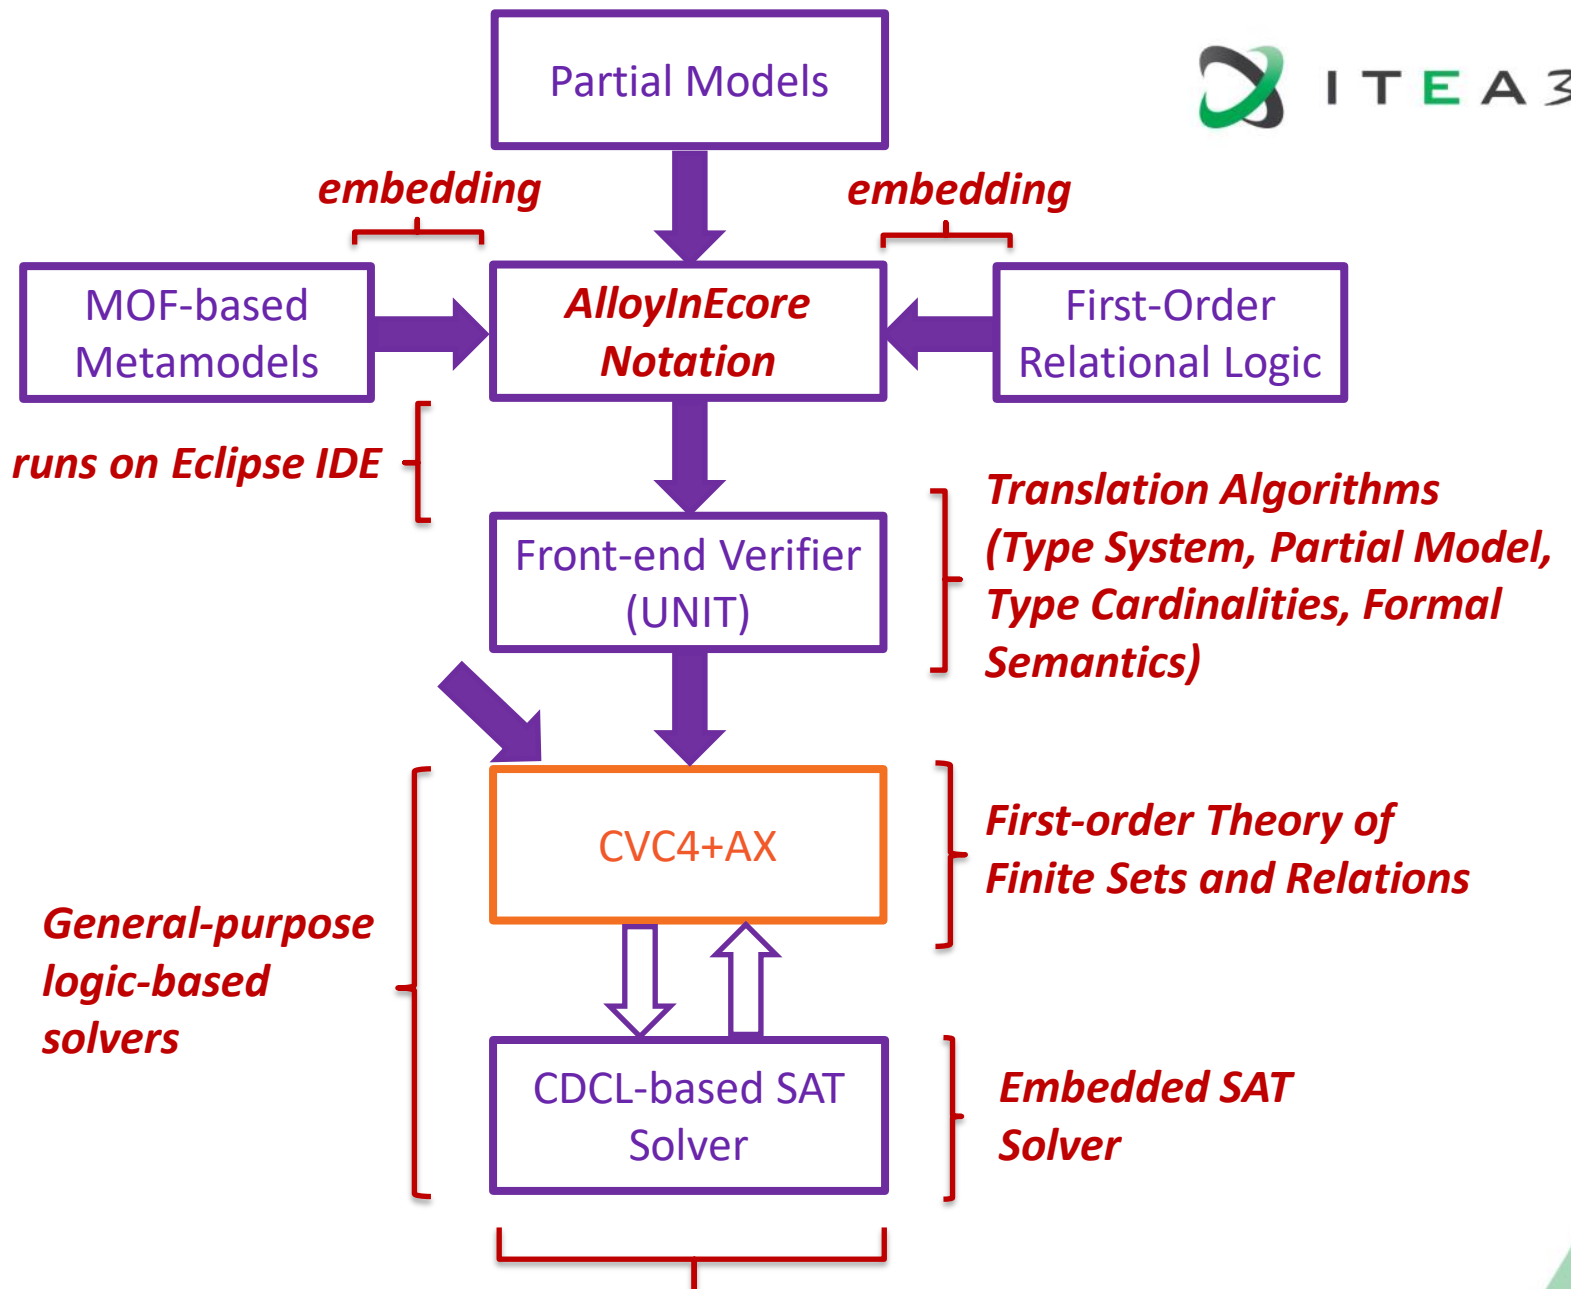 Partial Models
ITEA3
embedding
embedding
MOF-based
Metamodels
AlloyInEcore
Notation
First-Order
Relational Logic
runs on Eclipse IDE
Front-end Verifier
(UNIT)
Translation Algorithms
(Type System, Partial Model,
Type Cardinalities, Formal
Semantics)
CVC4+AX
First-order Theory of
Finite Sets and Relations
General-purpose
logic-based
solvers
CDCL-based SAT
Solver
Embedded SAT
Solver